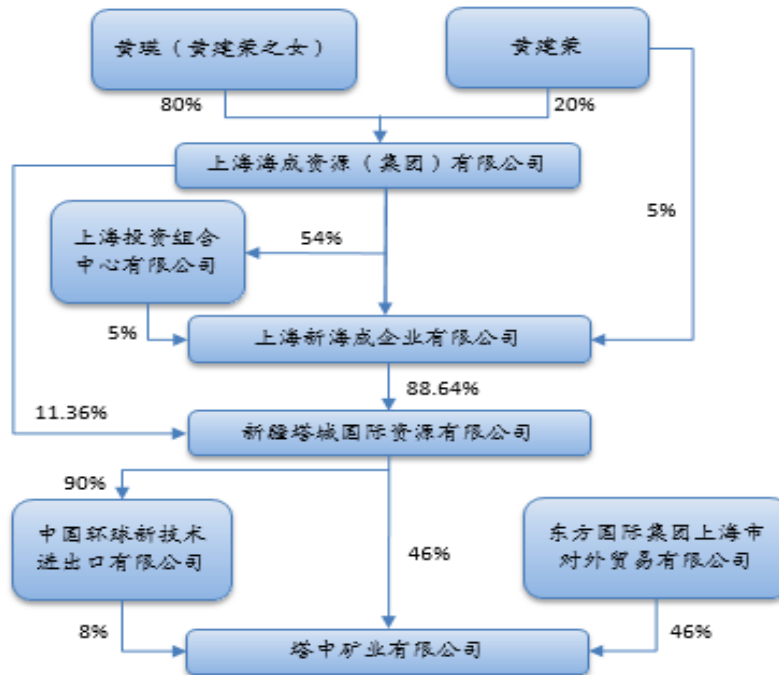 黄瑛（黄建荣之女）
黄建荣
80%
20%
上海海成资源（集团）有限公司
5%
54%
上海投资组合
中心有限公司
5%
上海新海成企业有限公司
88.64%
11.36%
新疆塔城国际资源有限公司
90%
中国环球新技术
进出口有限公司
46%
东方国际集团上海市
对外贸易有限公司
8%
46%
塔中矿业有限公司